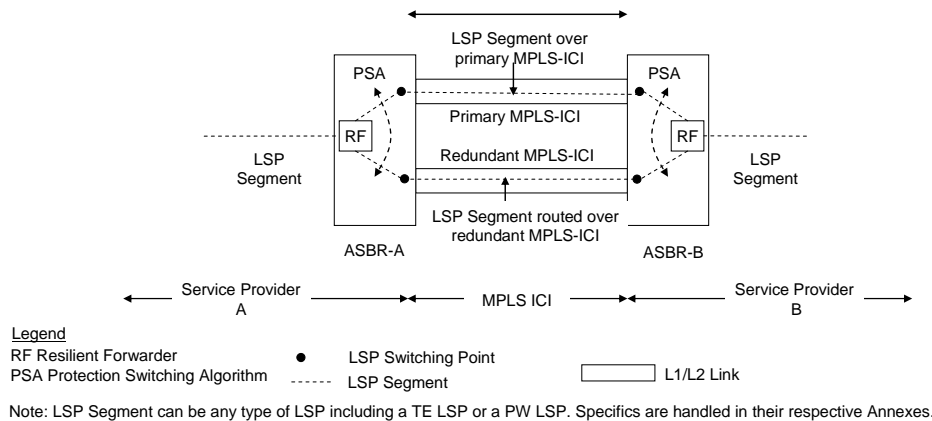 LSP Segment over
primary MPLS-ICI
PSA
PSA
Primary MPLS-ICI
RF
RF
Redundant MPLS-ICI
LSP
Segment
LSP
Segment
LSP Segment routed over
redundant MPLS-ICI
ASBR-A
ASBR-B
Service Provider
A
MPLS ICI
Service Provider
B
Legend
RF Resilient Forwarder
LSP Switching Point
PSA Protection Switching Algorithm
LSP Segment
L1/L2 Link
Note: LSP Segment can be any type of LSP including a TE LSP or a PW LSP. Specifics are handled in their respective Annexes.